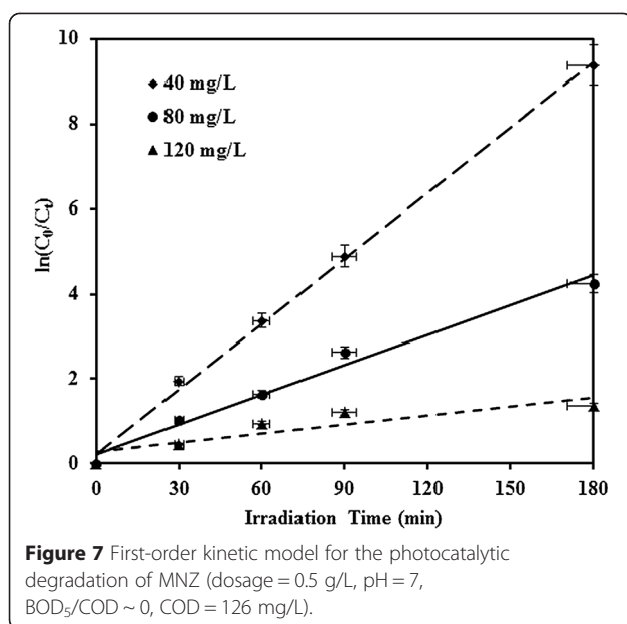 10
8
6
4
2
0
ln(C₀/Cₜ)
40 mg/L
80 mg/L
120 mg/L
0 30 60 90 120 150 180
Irradiation Time (min)
Figure 7 First-order kinetic model for the photocatalytic
degradation of MNZ (dosage = 0.5 g/L, pH = 7,
BOD₅/COD ~ 0, COD = 126 mg/L).